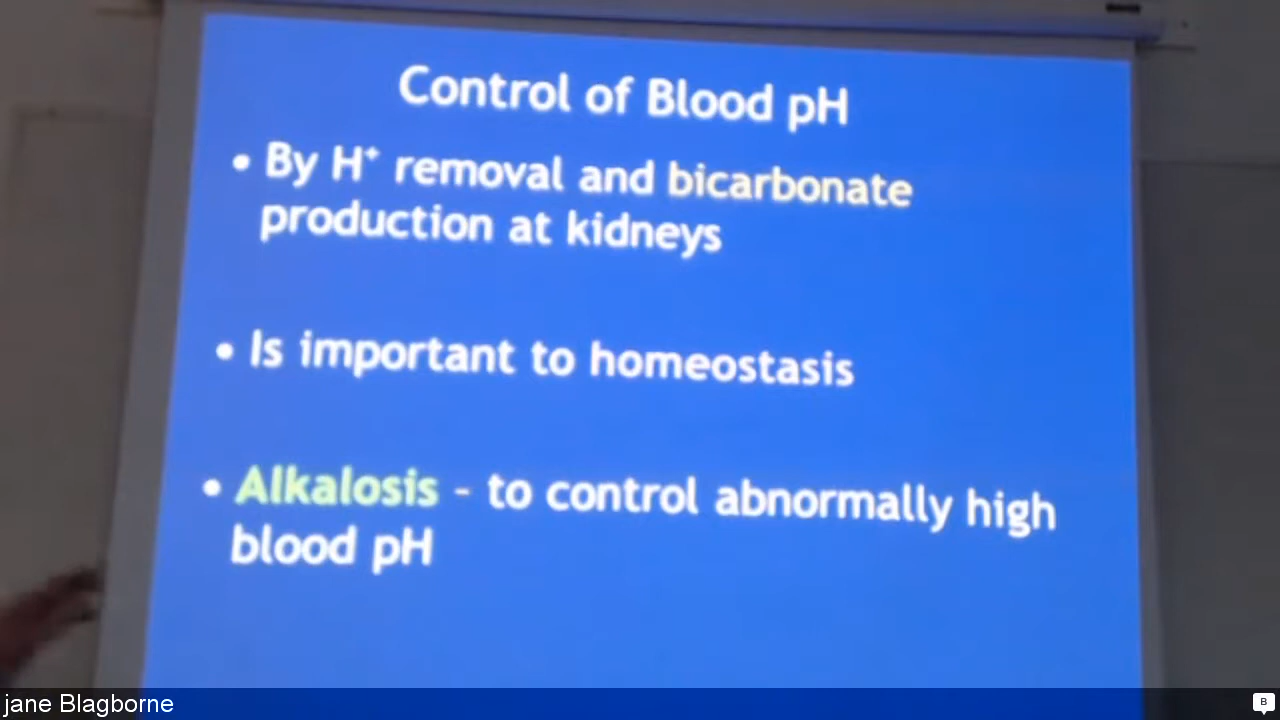 Control of Blood pH
• By H⁺ removal and bicarbonate
production at kidneys
• Is important to homeostasis
• Alkalosis – to control abnormally high
blood pH
jane Blagborne
B